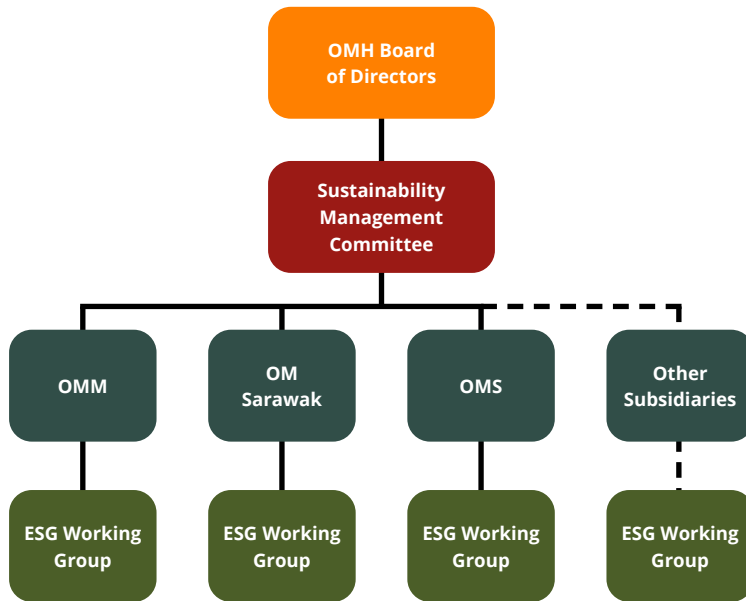 OMH Board
of Directors
Sustainability
Management
Committee
OMM
OM
Sarawak
OMS
Other
Subsidiaries
ESG Working
Group
ESG Working
Group
ESG Working
Group
ESG Working
Group